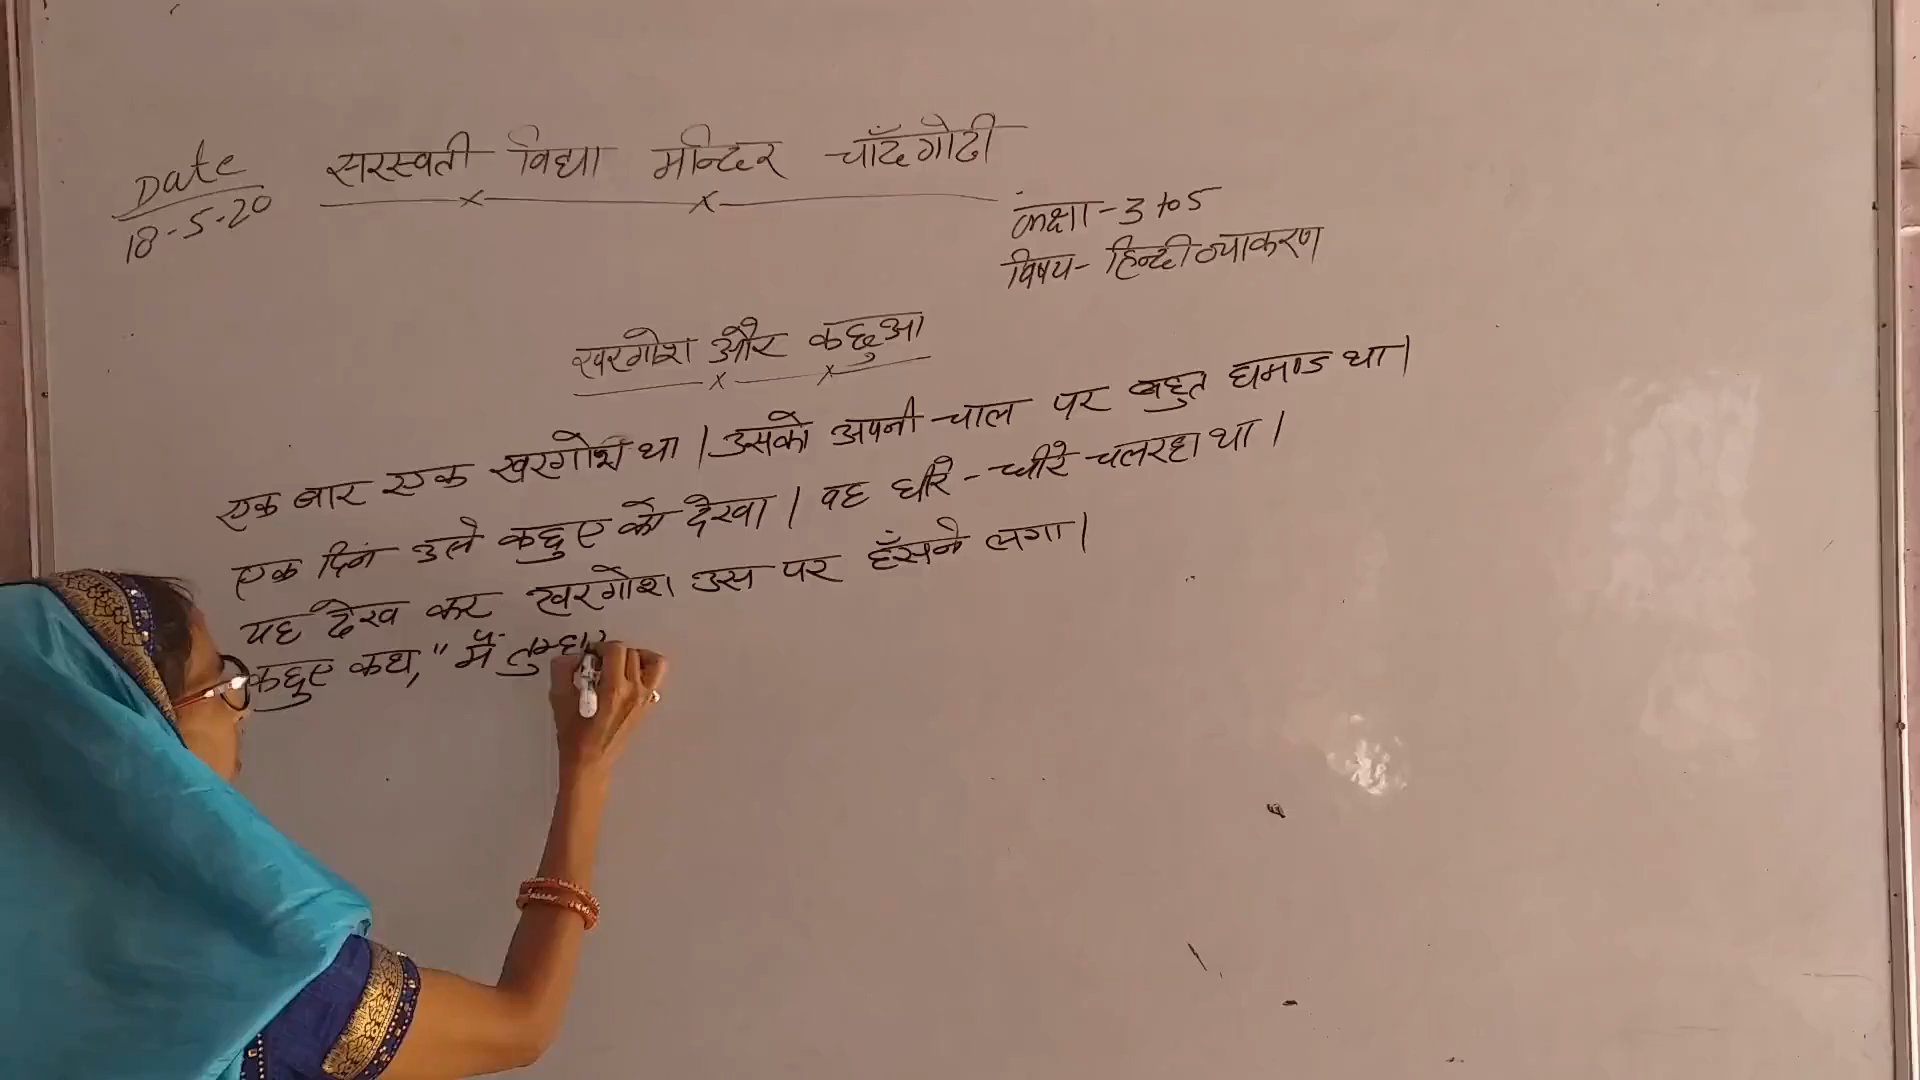 Date
18-5-20
सरस्वती विद्या मन्दिर चाँदगोठी
कक्षा - 3 to 5
विषय - हिन्दी व्याकरण
खरगोश और कछुआ
एक बार एक खरगोश था। उसको अपनी चाल पर बहुत घमण्ड था।
एक दिन उसे कछुए को देखा। वह धीरे - धीरे चल रहा था।
यह देख कर खरगोश उस पर हँसने लगा।
कछुए कहा, "मैं तुम्हा